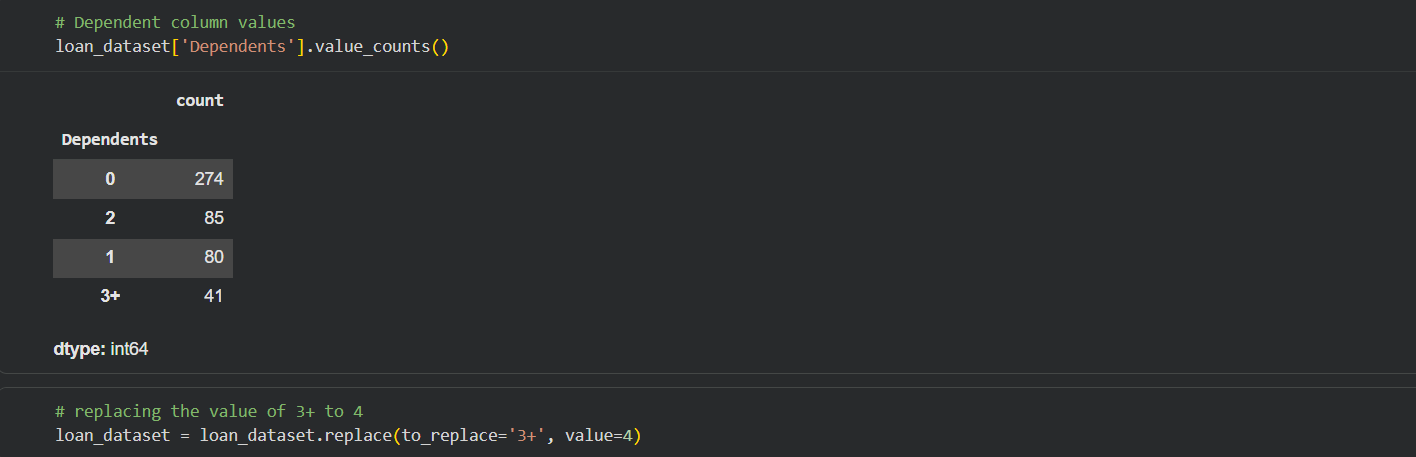 # Dependent column values
loan_dataset['Dependents'].value_counts()
count
Dependents
0 274
2 85
1 80
3+ 41
dtype: int64
# replacing the value of 3+ to 4
loan_dataset = loan_dataset.replace(to_replace='3+', value=4)